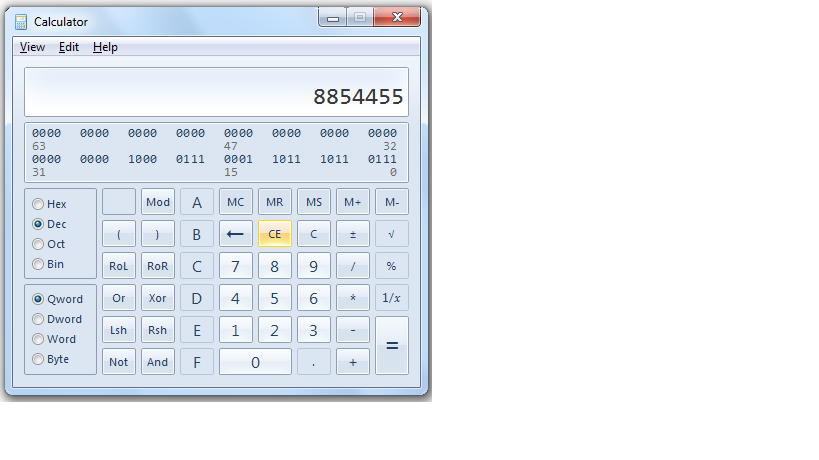 Calculator
View Edit Help
8854455
0000 0000 0000 0000 0000 0000 0000 0000
63 47 32
0000 0000 1000 0111 0001 1011 1011 0111
31 15 0
Hex Mod A MC MR MS M+ M-
Dec ( ) B ← CE C ± √
Oct
Bin RoL RoR C 7 8 9 / %
Qword Or Xor D 4 5 6 * 1/x
Dword
Word Lsh Rsh E 1 2 3 - =
Byte Not And F 0 . +